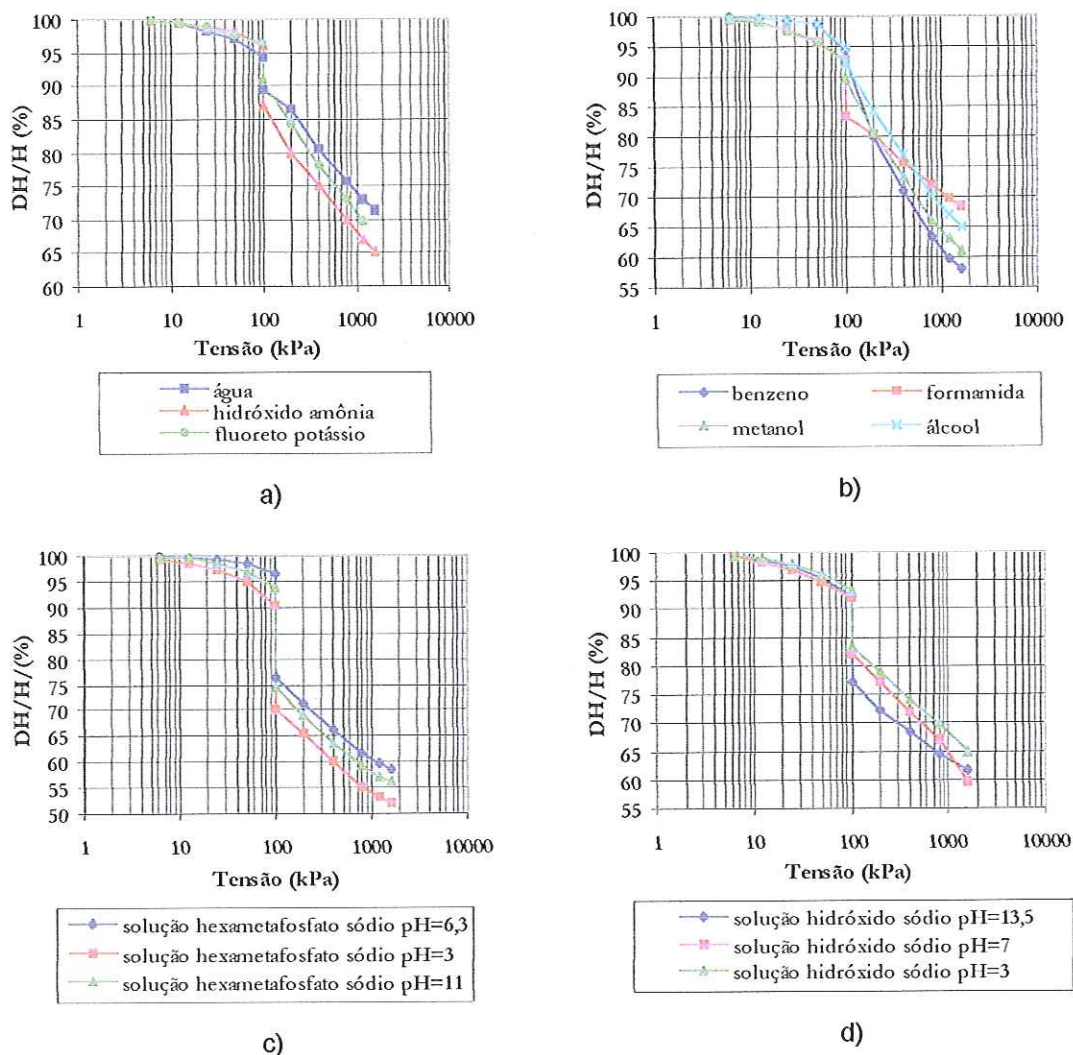 DH/H (%)
100
95
90
85
80
75
70
65
60
1 10 100 1000 10000
Tensão (kPa)
água
hidróxido amônia
fluoreto potássio
a)
DH/H (%)
100
95
90
85
80
75
70
65
60
55
1 10 100 1000 10000
Tensão (kPa)
benzeno formamida
metanol álcool
b)
DH/H/(%)
100
95
90
85
80
75
70
65
60
55
50
1 10 100 1000 10000
Tensão (kPa)
solução hexametafosfato sódio pH=6,3
solução hexametafosfato sódio pH=3
solução hexametafosfato sódio pH=11
c)
DH/H (%)
100
95
90
85
80
75
70
65
60
55
1 10 100 1000 10000
Tensão (kPa)
solução hidróxido sódio pH=13,5
solução hidróxido sódio pH=7
solução hidróxido sódio pH=3
d)